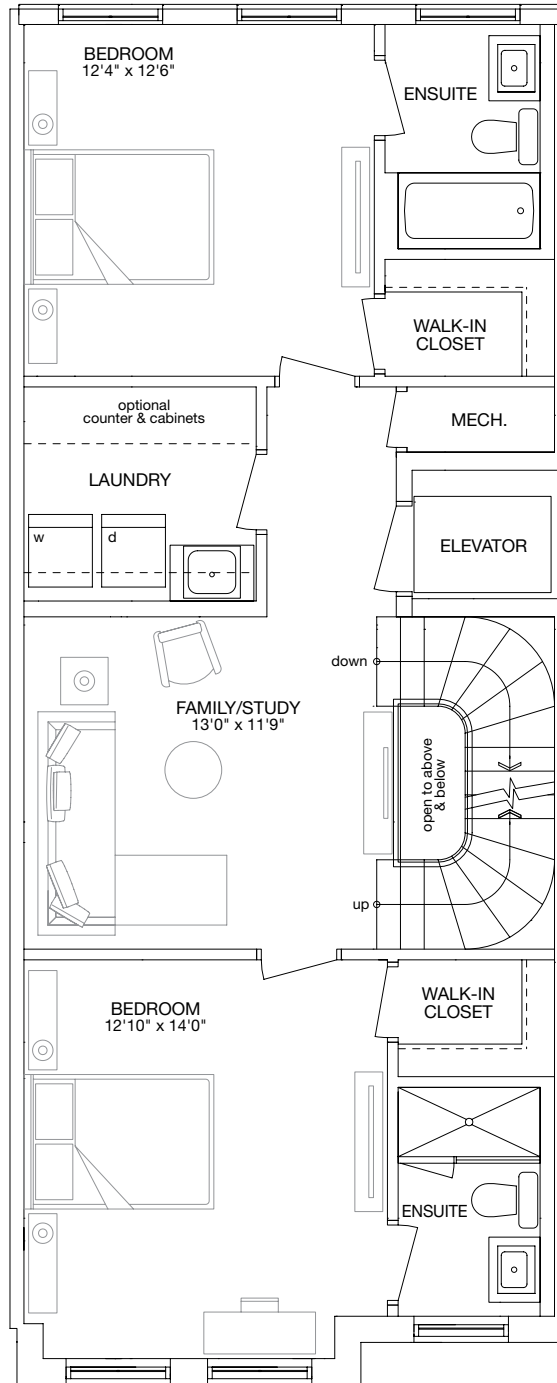 BEDROOM
12'4" x 12'6"
ENSUITE
WALK-IN
CLOSET
optional
counter & cabinets
MECH.
LAUNDRY
w
d
ELEVATOR
down
FAMILY/STUDY
13'0" x 11'9"
open to above
& below
up
BEDROOM
12'10" x 14'0"
WALK-IN
CLOSET
ENSUITE